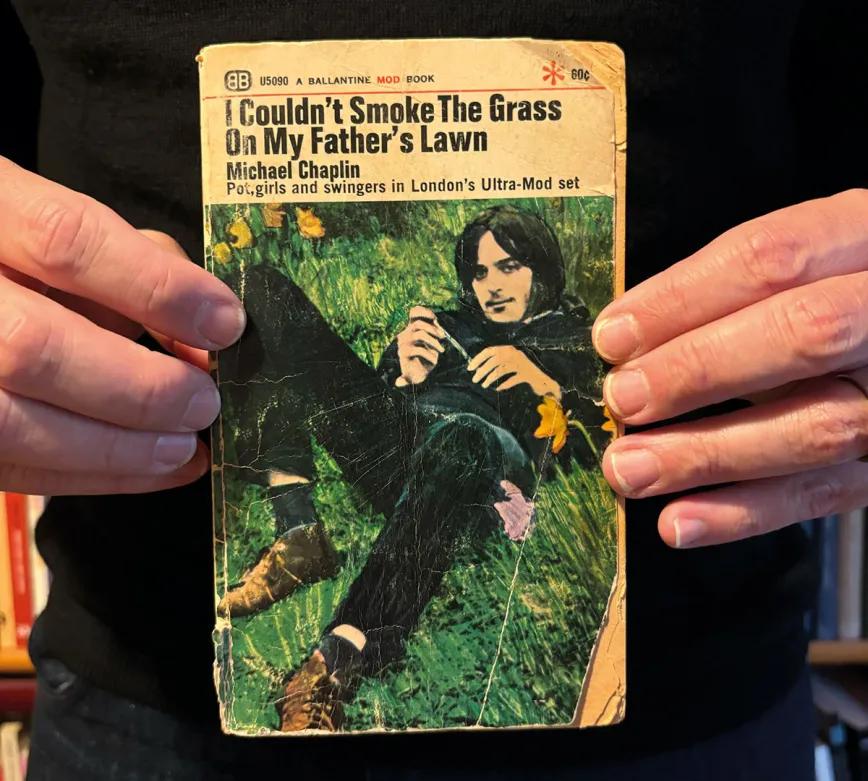 BB U5090 A BALLANTINE MOD BOOK * 60¢
I Couldn't Smoke The Grass
On My Father's Lawn
Michael Chaplin
Pot,girls and swingers in London's Ultra-Mod set